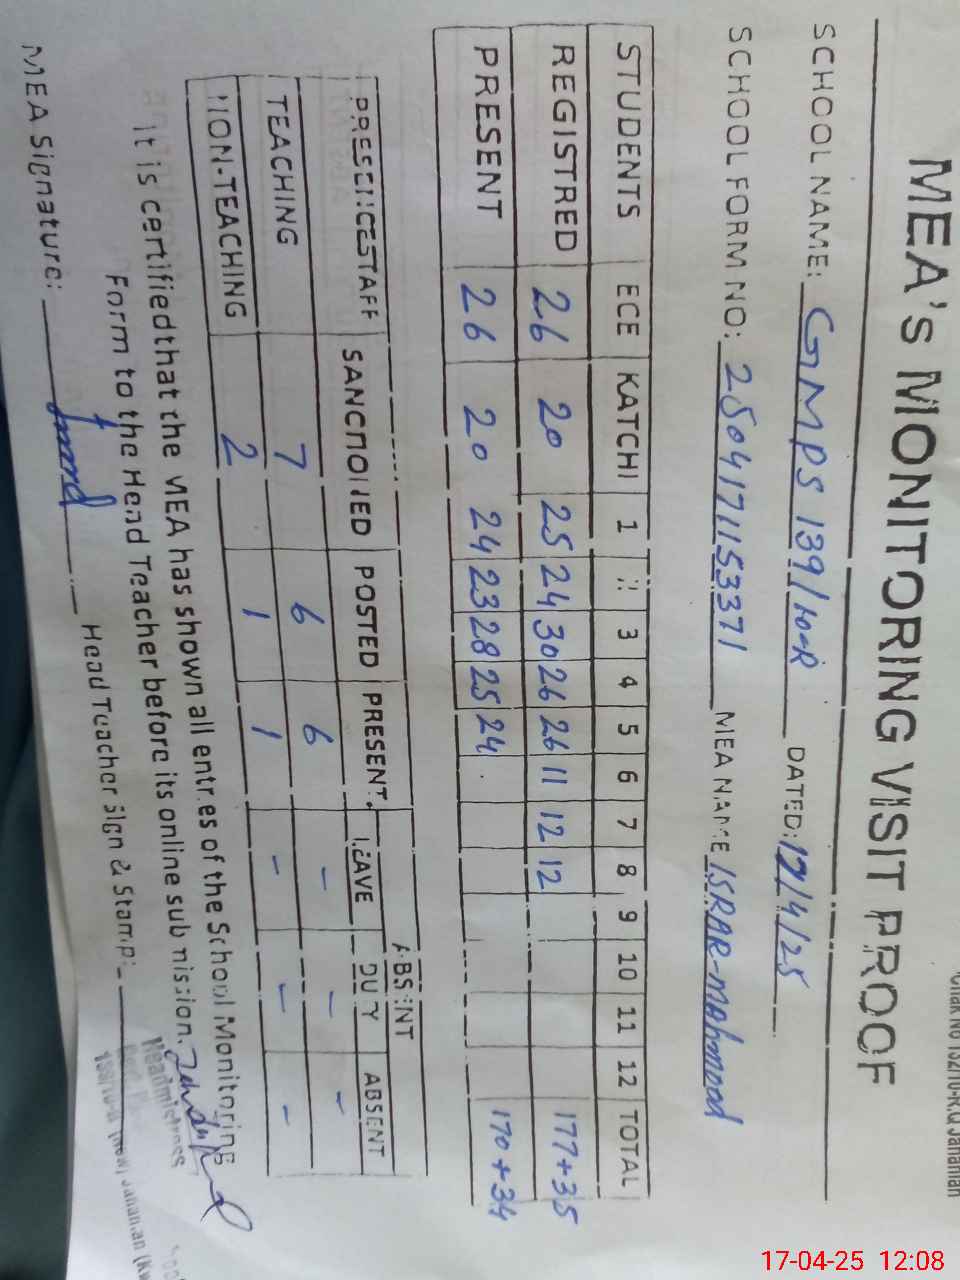 Chak No 132/10-R.Q Jahanian
MEA'S MONITORING VISIT PROOF
SCHOOL NAME: GMPS 139/10-R DATED: 17/4/25
SCHOOL FORM NO: 2504171153371 MEA NAME ISRAR-MAHMOOD
STUDENTS ECE KATCHI 1 2 3 4 5 6 7 8 9 10 11 12 TOTAL
REGISTRED 26 20 25 24 30 26 26 11 12 12 177+35
PRESENT 26 20 24 23 28 25 24 170+34
ABSENT
PRESENCE STAFF SANCTIONED POSTED PRESENT LEAVE DUTY ABSENT
TEACHING 7 6 6 - - -
NON-TEACHING 2 1 1 - - -
It is certified that the MEA has shown all entries of the School Monitoring
Form to the Head Teacher before its online submission.
MEA Signature: Head Teacher Sign & Stamp:
Headmistress
17-04-25 12:08